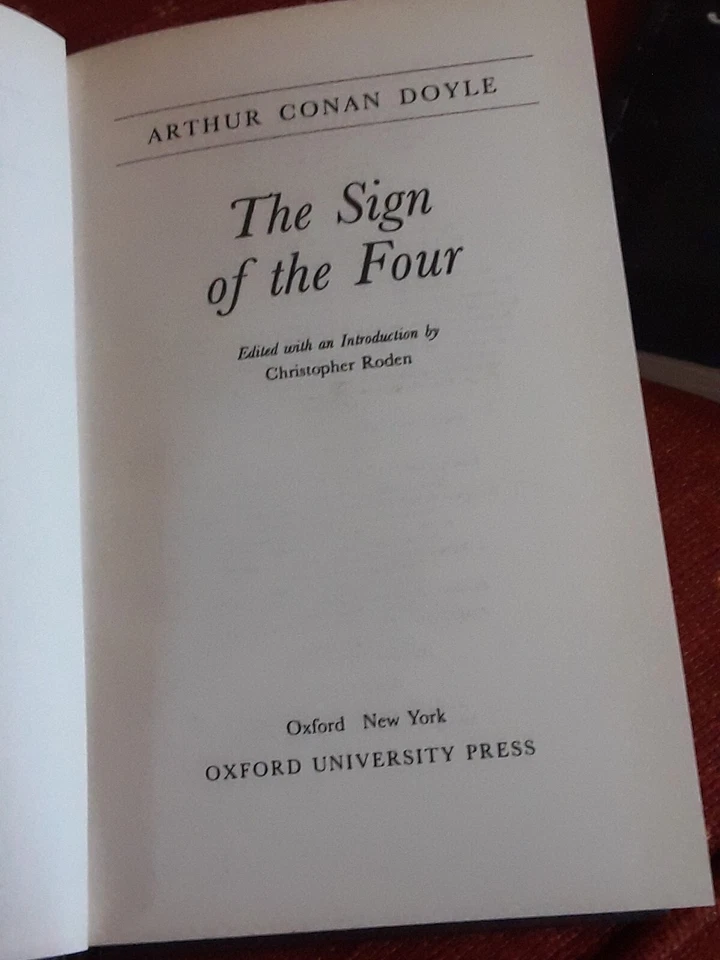 ARTHUR CONAN DOYLE
The Sign
of the Four
Edited with an Introduction by
Christopher Roden
Oxford New York
OXFORD UNIVERSITY PRESS